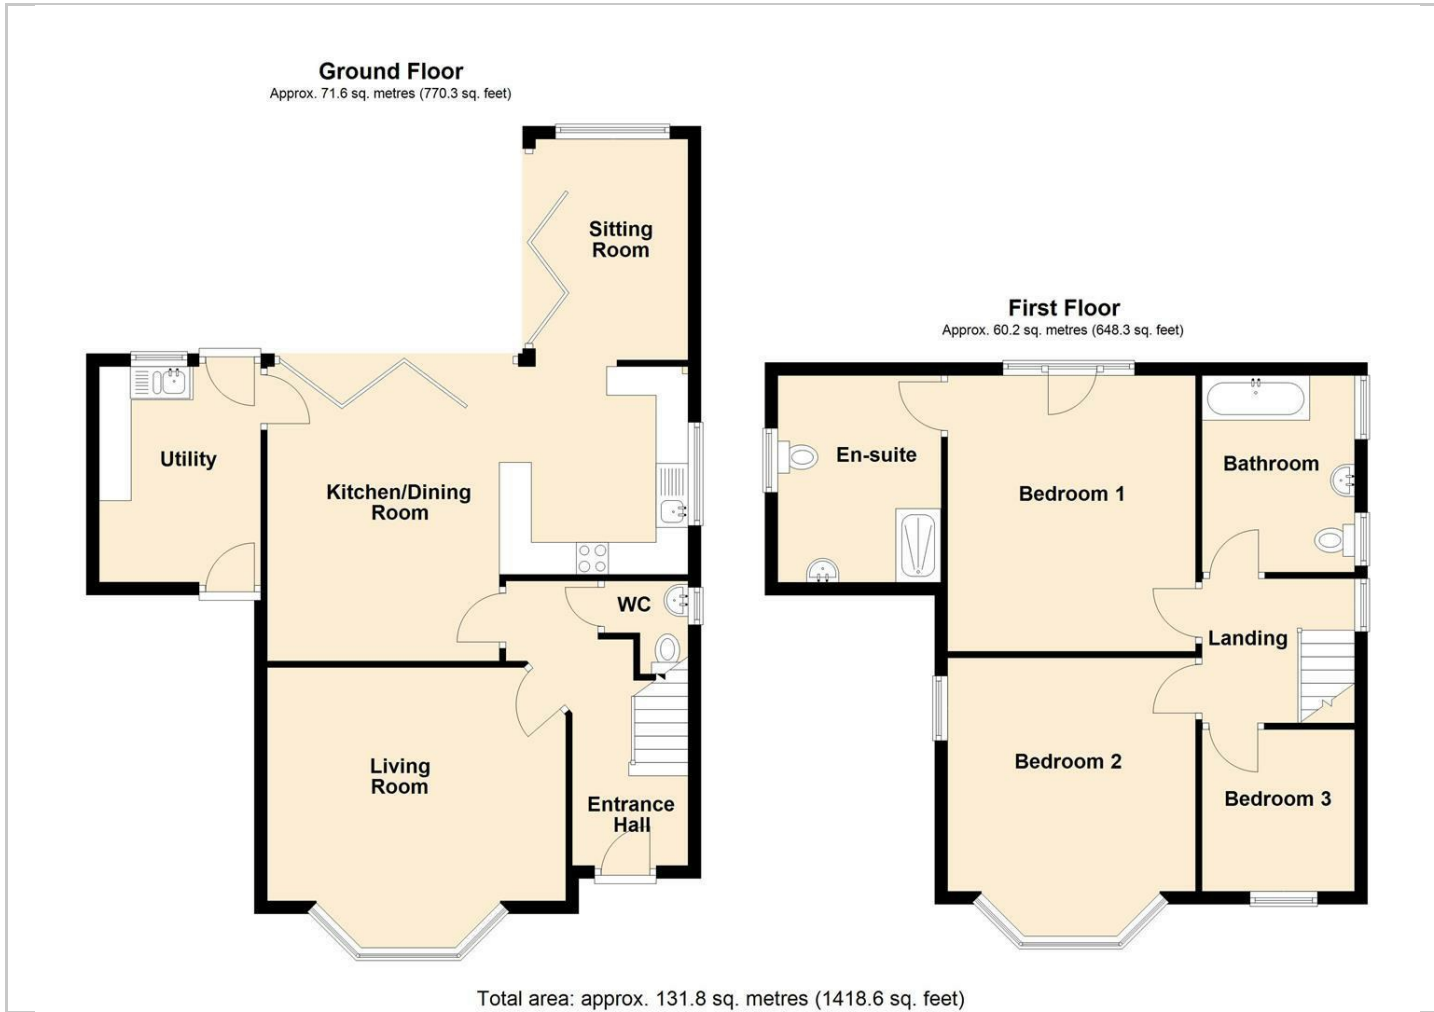 Ground Floor
Approx. 71.6 sq. metres (770.3 sq. feet)
Sitting
Room
Utility
Kitchen/Dining
Room
WC
Living
Room
Entrance
Hall
First Floor
Approx. 60.2 sq. metres (648.3 sq. feet)
En-suite
Bedroom 1
Bathroom
Landing
Bedroom 2
Bedroom 3
Total area: approx. 131.8 sq. metres (1418.6 sq. feet)